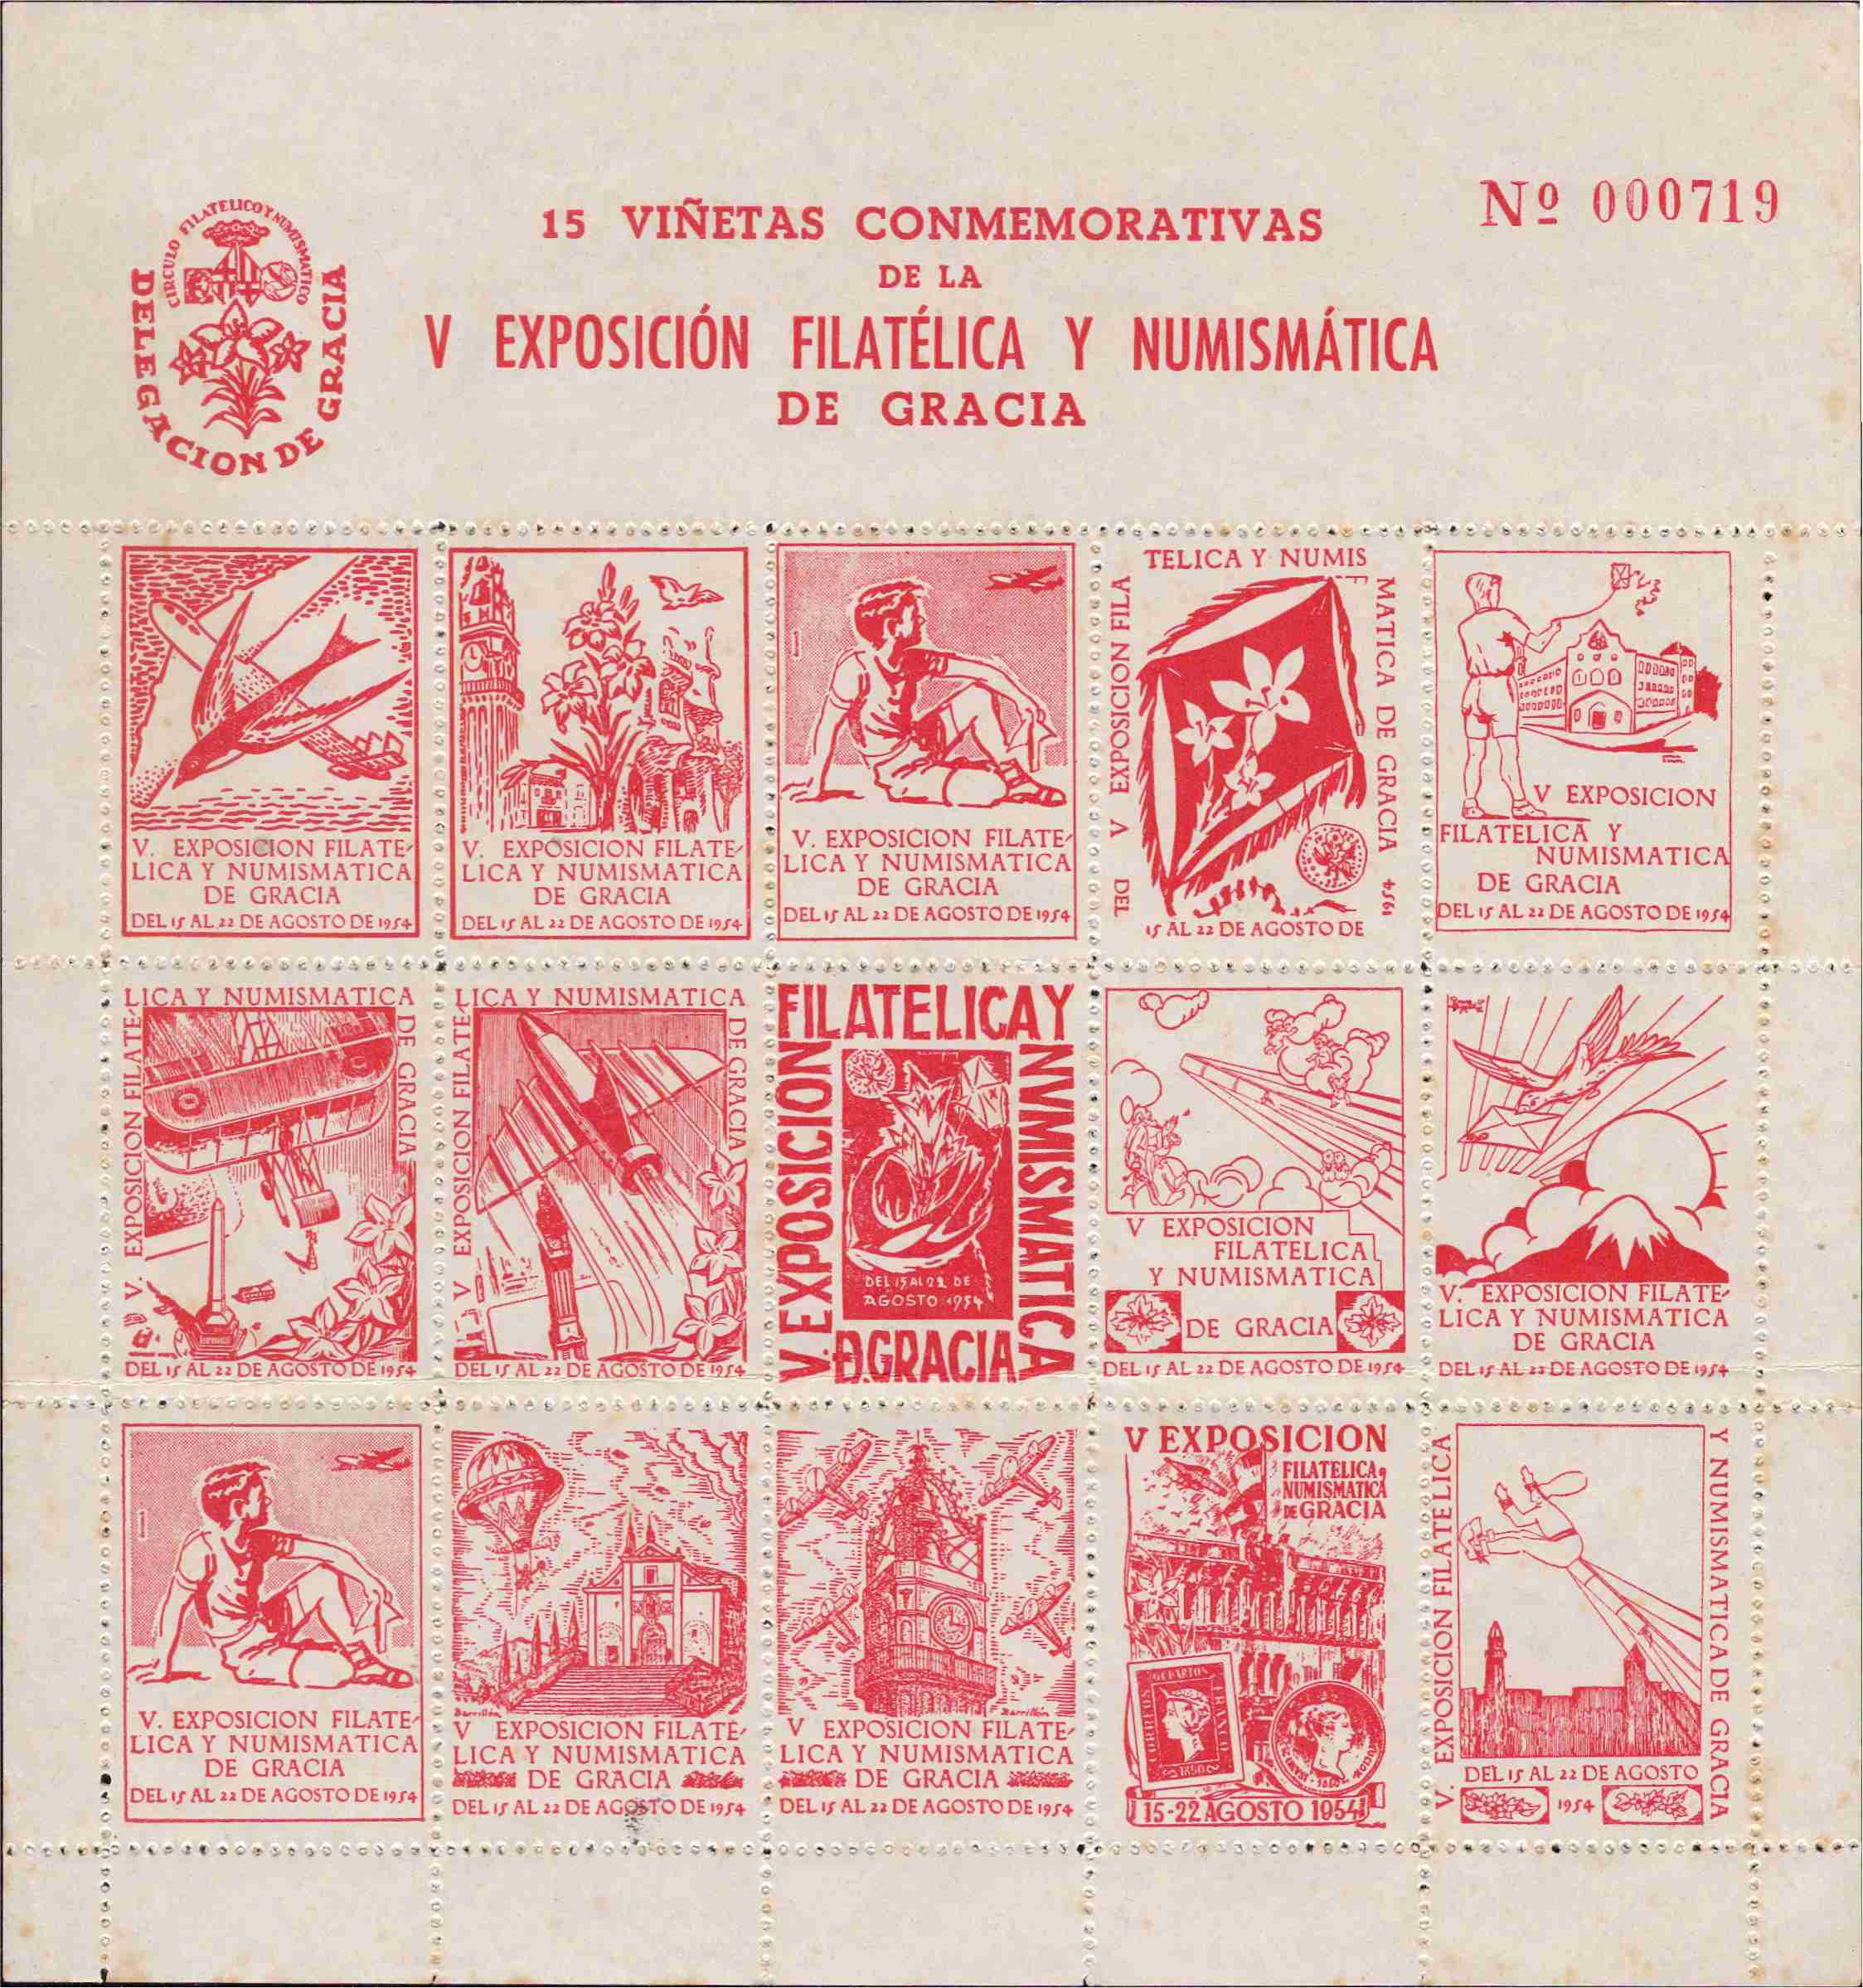 Nº 000719
15 VIÑETAS CONMEMORATIVAS
DE LA
V EXPOSICIÓN FILATÉLICA Y NUMISMÁTICA
DE GRACIA
CIRCULO FILATELICO Y NUMISMATICO
DELEGACION DE GRACIA
V. EXPOSICION FILATE-
LICA Y NUMISMATICA
DE GRACIA
DEL 15 AL 22 DE AGOSTO DE 1954
V. EXPOSICION FILATE-
LICA Y NUMISMATICA
DE GRACIA
DEL 15 AL 22 DE AGOSTO DE 1954
V. EXPOSICION FILATE-
LICA Y NUMISMATICA
DE GRACIA
DEL 15 AL 22 DE AGOSTO DE 1954
V EXPOSICION FILA
TELICA Y NUMIS
MATICA DE GRACIA
DEL
15 AL 22 DE AGOSTO DE
1954
V EXPOSICION
FILATELICA Y
NUMISMATICA
DE GRACIA
DEL 15 AL 22 DE AGOSTO DE 1954
V. EXPOSICION FILATE-
LICA Y NUMISMATICA
DE GRACIA
DEL 15 AL 22 DE AGOSTO DE 1954
V EXPOSICION FILATE-
LICA Y NUMISMATICA
DE GRACIA
DEL 15 AL 22 DE AGOSTO DE 1954
V. EXPOSICION
FILATELICA Y
NVMISMATICA
D.GRACIA
DEL 15 AL 22 DE
AGOSTO 1954
V EXPOSICION
FILATELICA
Y NUMISMATICA
DE GRACIA
DEL 15 AL 22 DE AGOSTO DE 1954
V. EXPOSICION FILATE-
LICA Y NUMISMATICA
DE GRACIA
DEL 15 AL 22 DE AGOSTO DE 1954
V. EXPOSICION FILATE-
LICA Y NUMISMATICA
DE GRACIA
DEL 15 AL 22 DE AGOSTO DE 1954
Barrillón
V EXPOSICION FILATE-
LICA Y NUMISMATICA
DE GRACIA
DEL 15 AL 22 DE AGOSTO DE 1954
Barrillón
V EXPOSICION FILATE-
LICA Y NUMISMATICA
DE GRACIA
DEL 15 AL 22 DE AGOSTO DE 1954
V EXPOSICION
FILATELICA y
NUMISMATICA
DE GRACIA
6 CUARTOS
CORREOS
FRANCO
1850
15-22 AGOSTO 1954
V. EXPOSICION FILATELICA
Y NUMISMATICA DE GRACIA
DEL 15 AL 22 DE AGOSTO
1954